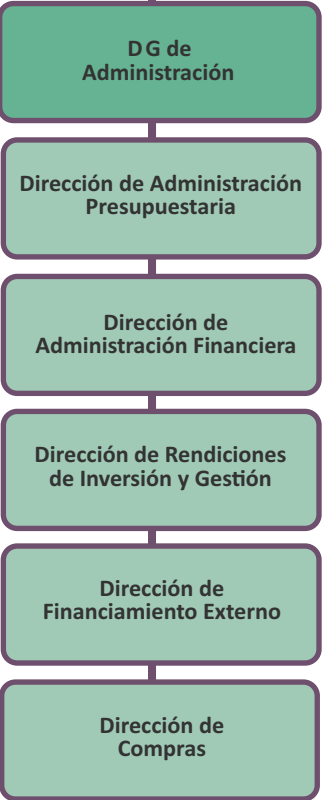 DG de
Administración
Dirección de Administración
Presupuestaria
Dirección de
Administración Financiera
Dirección de Rendiciones
de Inversión y Gestión
Dirección de
Financiamiento Externo
Dirección de
Compras